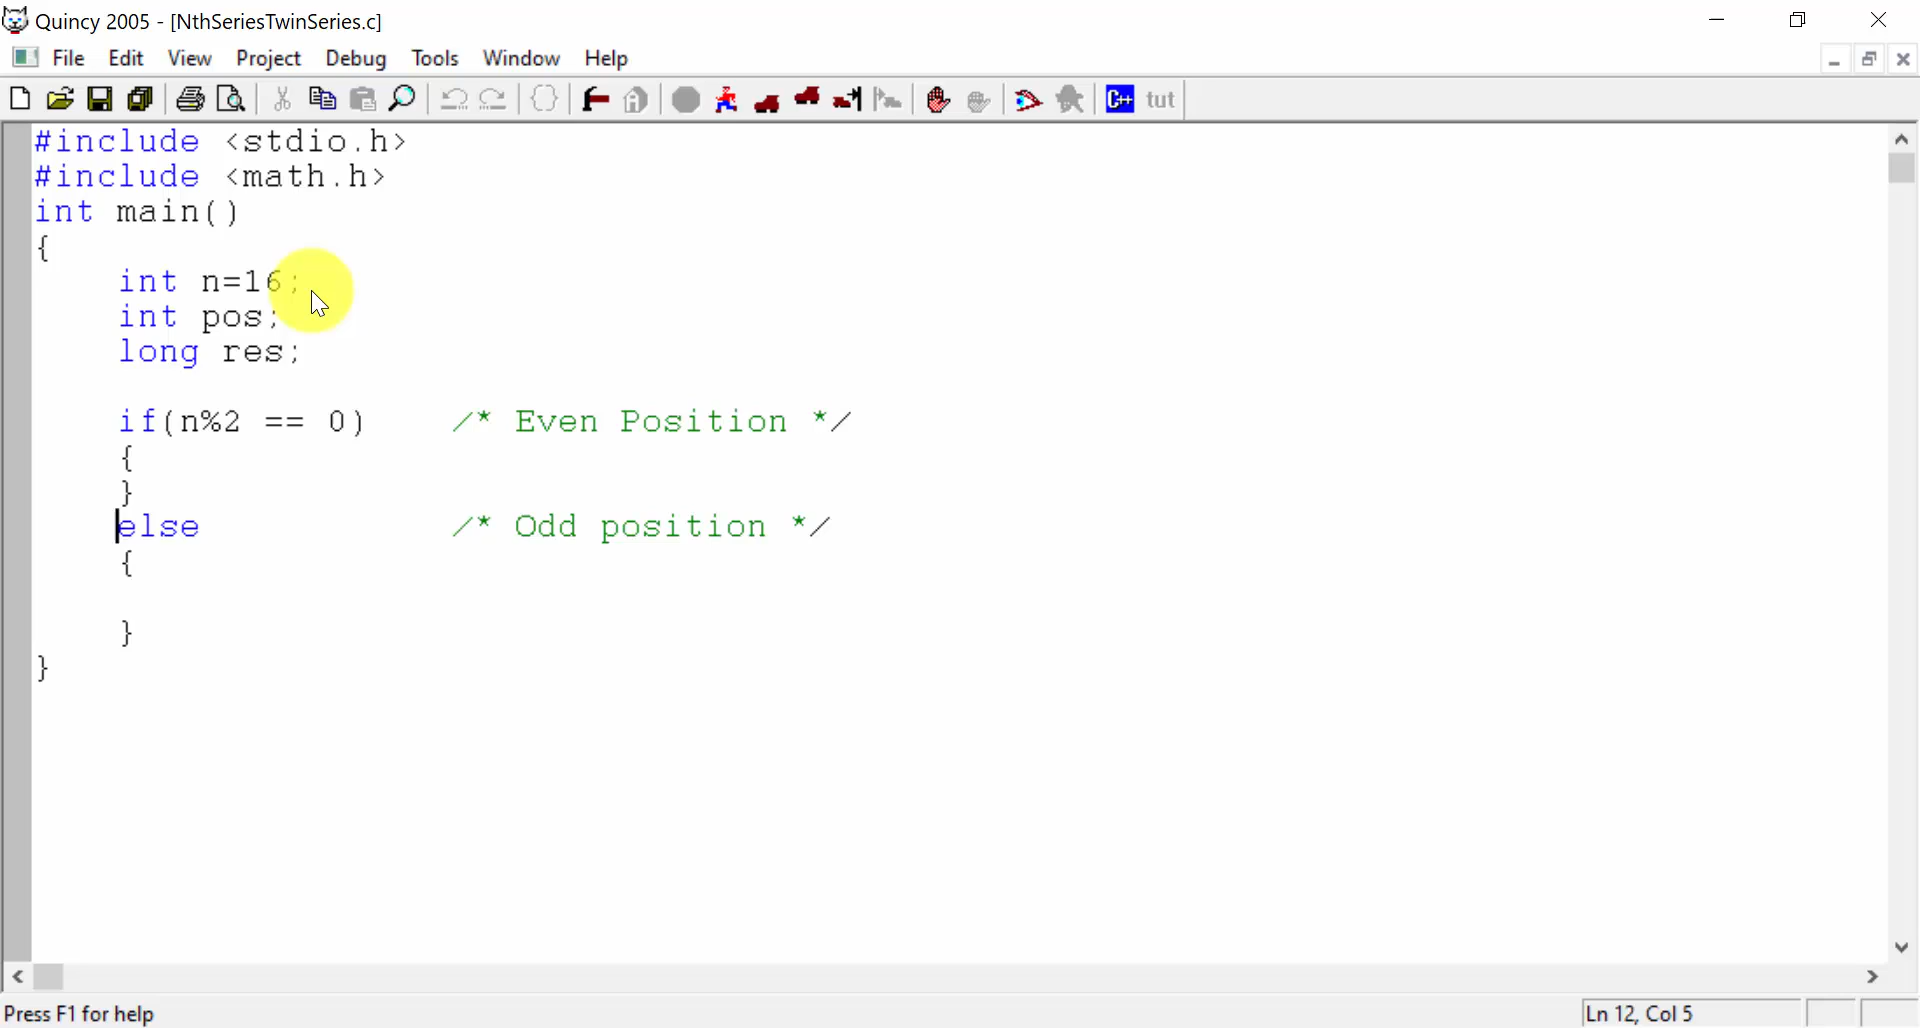 Quincy 2005 - [NthSeriesTwinSeries.c]
File Edit View Project Debug Tools Window Help
C++ tut
#include <stdio.h>
#include <math.h>
int main()
{
int n=16;
int pos;
long res;
if(n%2 == 0) /* Even Position */
{
}
else /* Odd position */
{
}
}
Press F1 for help
Ln 12, Col 5